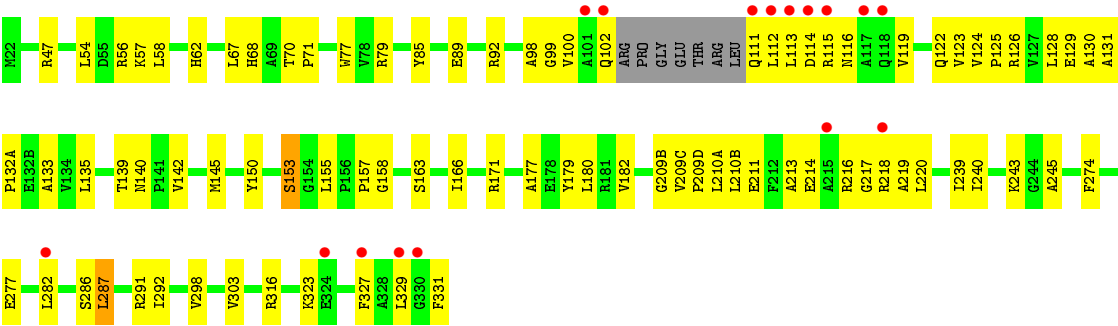 M22 R47 L54 D55 R56 K57 L58 H62 L67 H68 A69 T70 P71 W77 V78 R79 Y85 E89 R92 A98 G99 V100 A101 Q102 ARG PRO GLY GLU THR ARG LEU Q111 L112 L113 D114 R115 N116 A117 Q118 V119 Q122 V123 V124 P125 R126 V127 L128 E129 A130 A131
P132A E132B A133 V134 L135 T139 N140 P141 V142 M145 Y150 S153 G154 L155 P156 P157 G158 S163 I166 R171 A177 E178 Y179 L180 R181 V182 G209B V209C P209D L210A L210B E211 F212 A213 E214 A215 R216 G217 R218 A219 L220 I239 I240 K243 G244 A245 F274
E277 L282 S286 L287 R291 I292 V298 V303 R316 K323 E324 F327 A328 L329 G330 F331